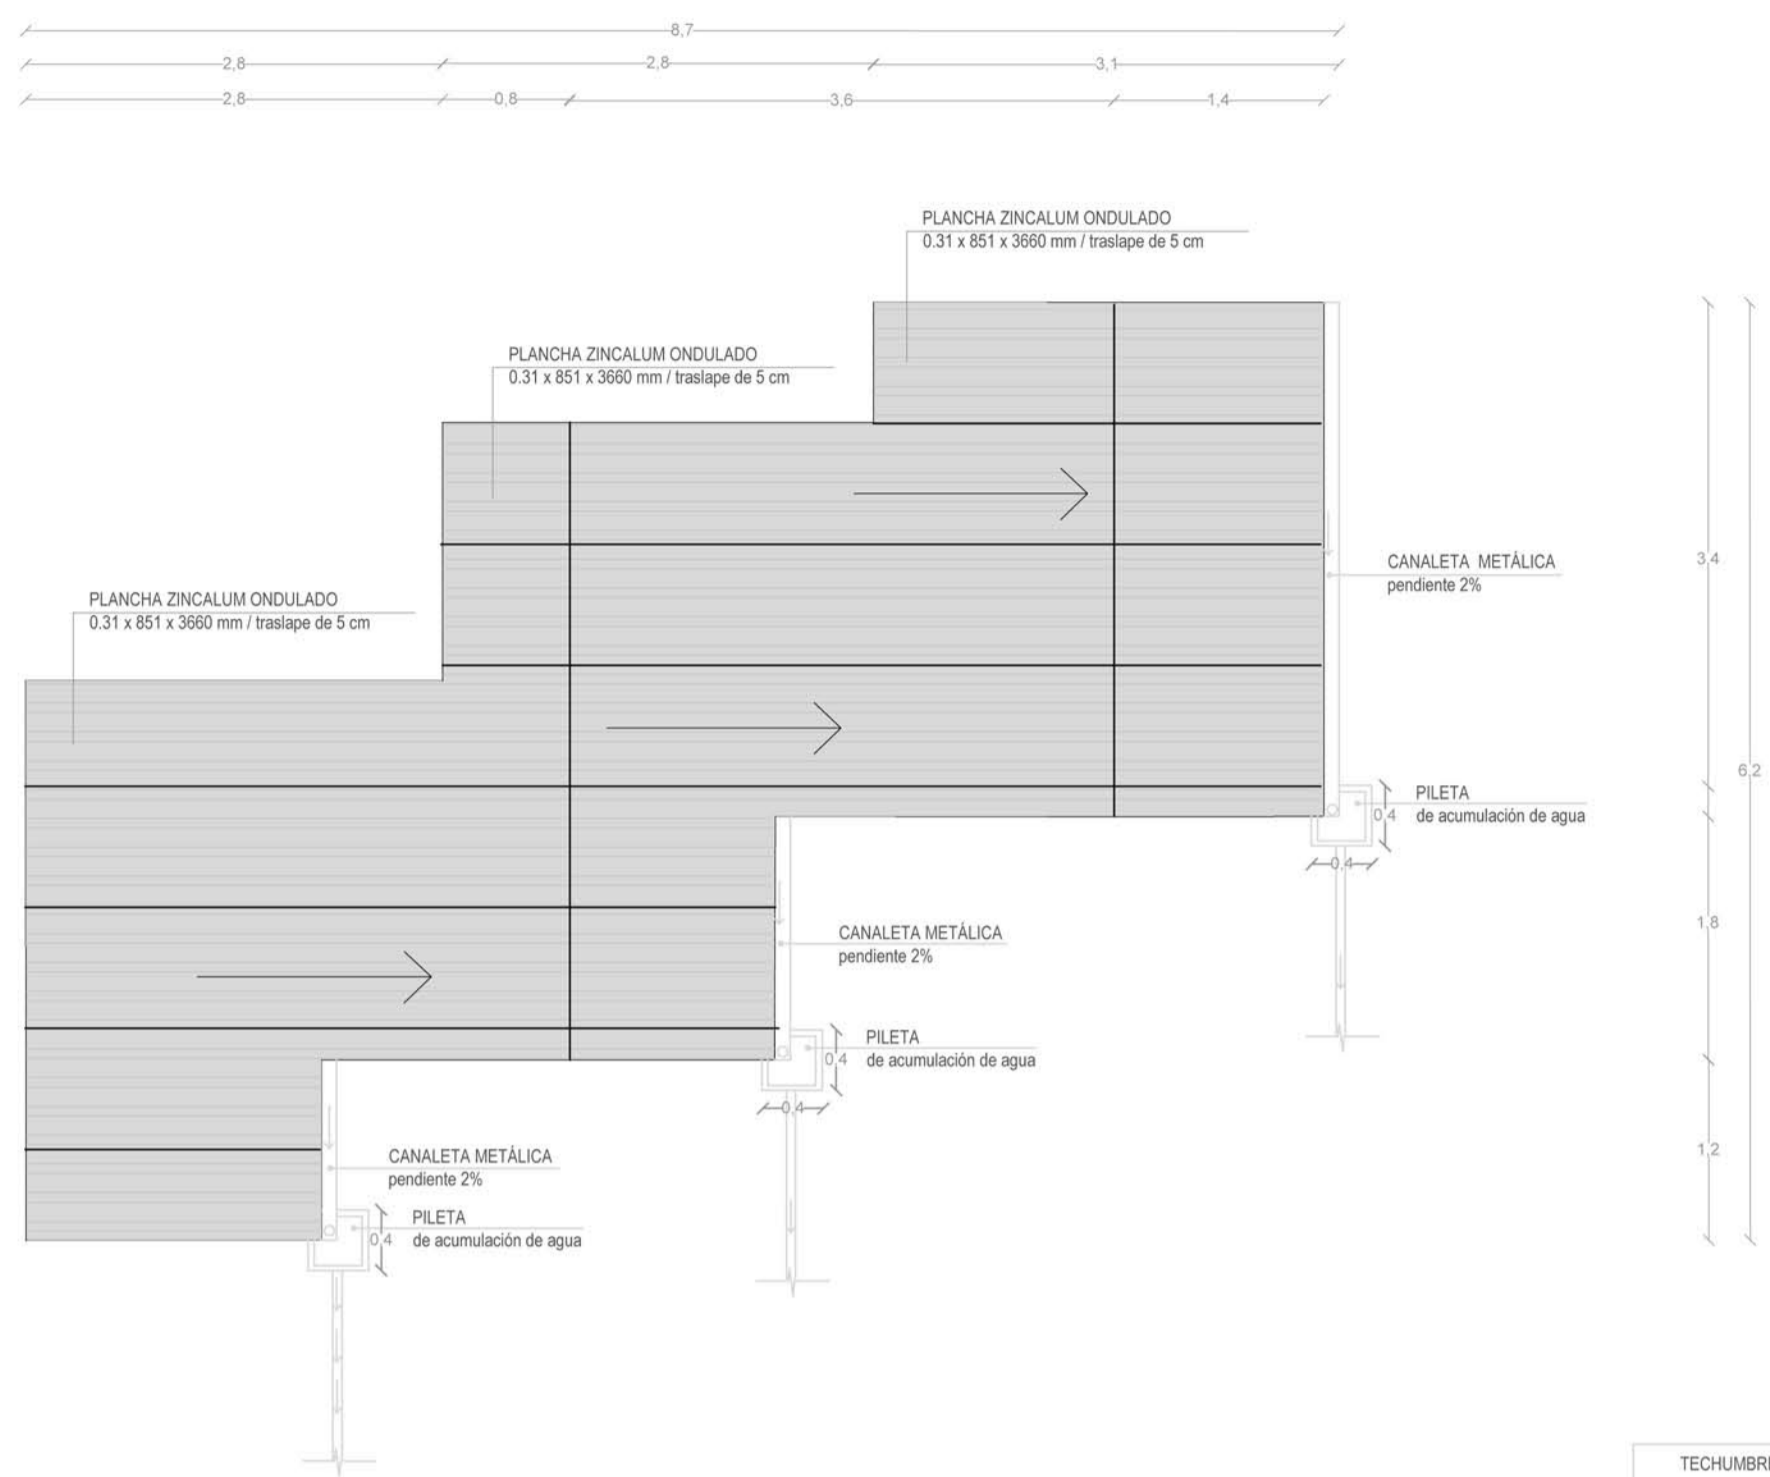 8,7
2,8
2,8
3,1
2,8
0,8
3,6
1,4
PLANCHA ZINCALUM ONDULADO
0.31 x 851 x 3660 mm / traslape de 5 cm
PLANCHA ZINCALUM ONDULADO
0.31 x 851 x 3660 mm / traslape de 5 cm
PLANCHA ZINCALUM ONDULADO
0.31 x 851 x 3660 mm / traslape de 5 cm
CANALETA METÁLICA
pendiente 2%
3,4
6,2
PILETA
de acumulación de agua
0,4
0,4
CANALETA METÁLICA
pendiente 2%
1,8
PILETA
de acumulación de agua
0,4
0,4
CANALETA METÁLICA
pendiente 2%
1,2
PILETA
de acumulación de agua
0,4